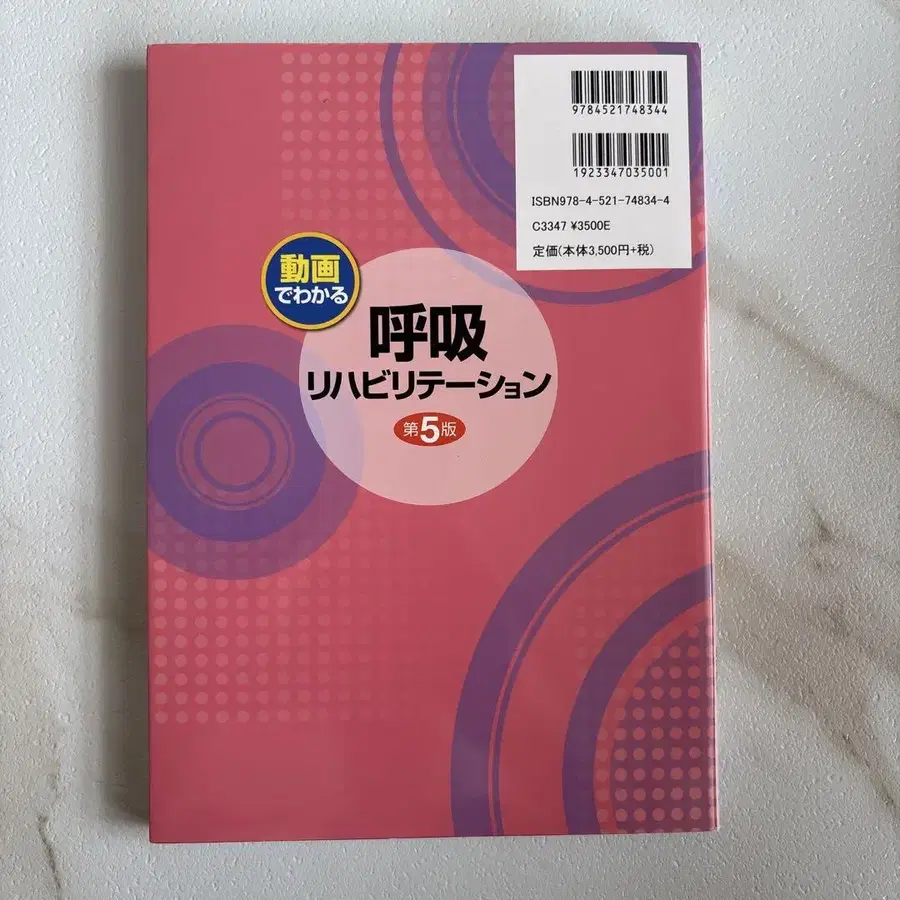 9784521748344
1923347035001
ISBN978-4-521-74834-4
C3347 ¥3500E
定価(本体3,500円+税)
動画
でわかる
呼吸
リハビリテーション
第5版